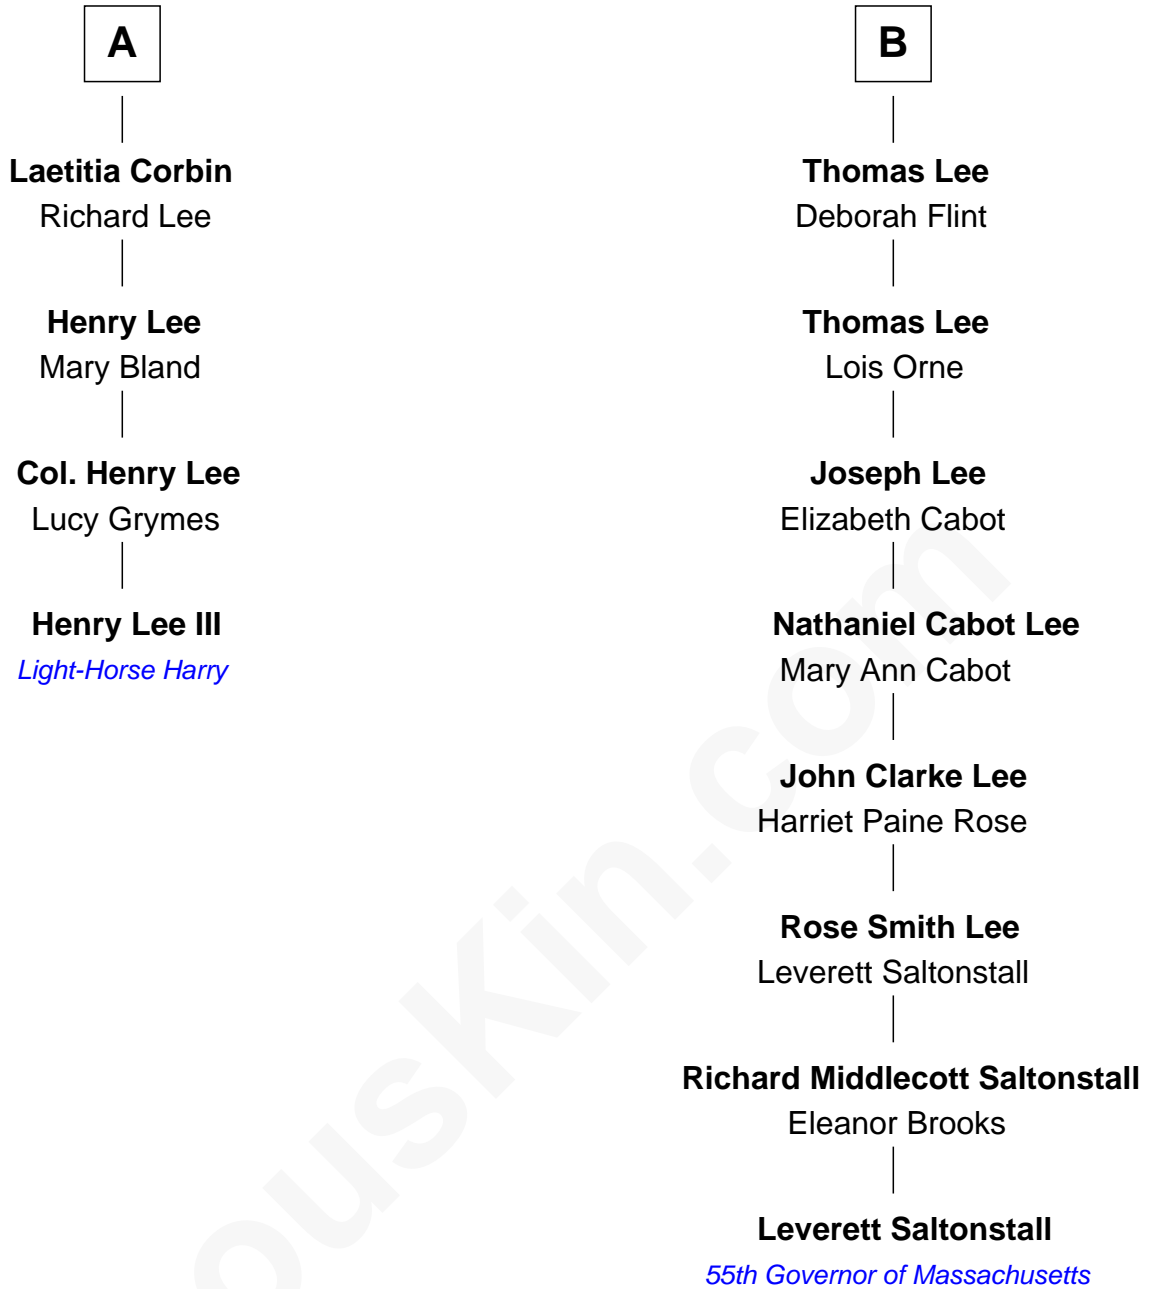 A
Laetitia Corbin
Richard Lee
Henry Lee
Mary Bland
Col. Henry Lee
Lucy Grymes
Henry Lee III
Light-Horse Harry
B
Thomas Lee
Deborah Flint
Thomas Lee
Lois Orne
Joseph Lee
Elizabeth Cabot
Nathaniel Cabot Lee
Mary Ann Cabot
John Clarke Lee
Harriet Paine Rose
Rose Smith Lee
Leverett Saltonstall
Richard Middlecott Saltonstall
Eleanor Brooks
Leverett Saltonstall
55th Governor of Massachusetts
ousKin.com